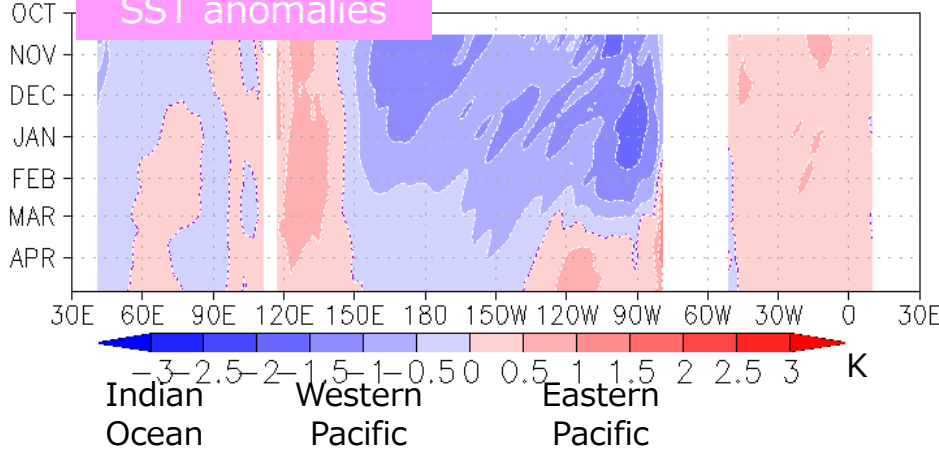 SST anomalies
OCT
NOV
DEC
JAN
FEB
MAR
APR
30E 60E 90E 120E 150E 180 150W 120W 90W 60W 30W 0 30E
-3 -2.5 -2 -1.5 -1 -0.5 0 0.5 1 1.5 2 2.5 3 K
Indian Western Eastern
Ocean Pacific Pacific